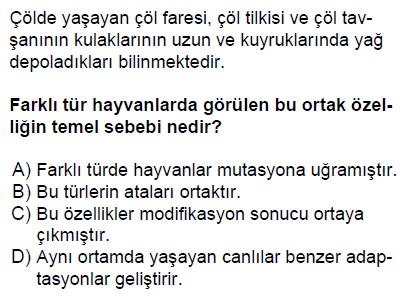 Çölde yaşayan çöl faresi, çöl tilkisi ve çöl tav-
şanının kulaklarının uzun ve kuyruklarında yağ
depoladıkları bilinmektedir.
Farklı tür hayvanlarda görülen bu ortak özel-
liğin temel sebebi nedir?
A) Farklı türde hayvanlar mutasyona uğramıştır.
B) Bu türlerin ataları ortaktır.
C) Bu özellikler modifikasyon sonucu ortaya
çıkmıştır.
D) Aynı ortamda yaşayan canlılar benzer adap-
tasyonlar geliştirir.